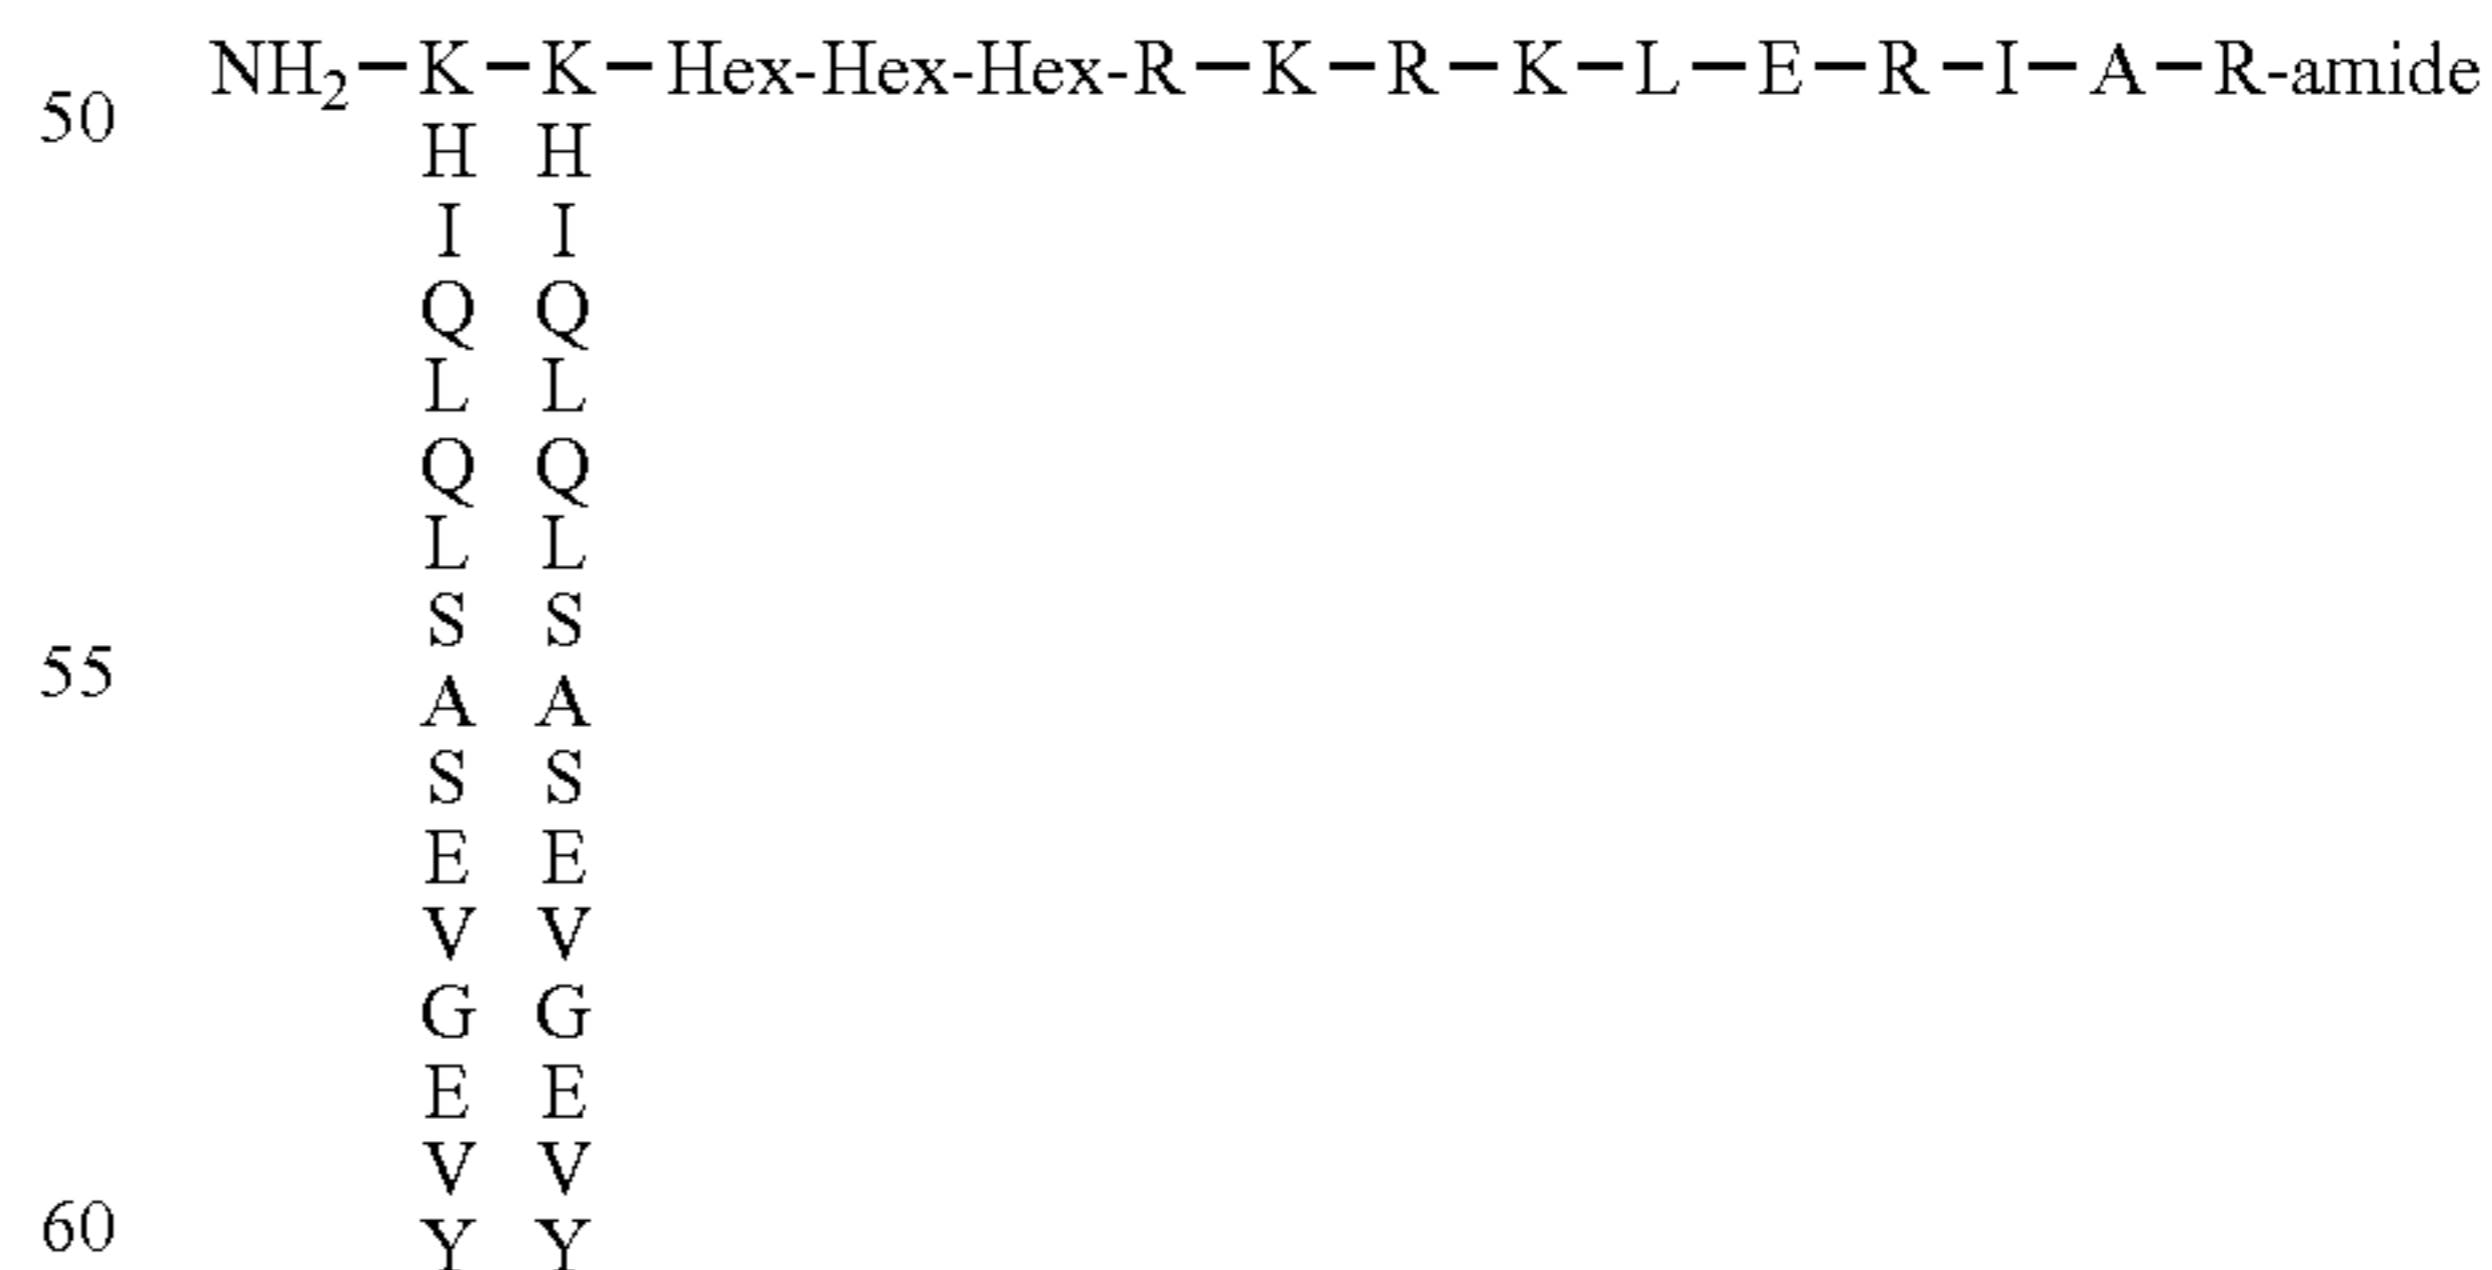 NH2–K–K–Hex-Hex-Hex-R–K–R–K–L–E–R–I–A–R-amide
50
H H
I I
Q Q
L L
Q Q
L L
S S
55
A A
S S
E E
V V
G G
E E
V V
60
Y Y